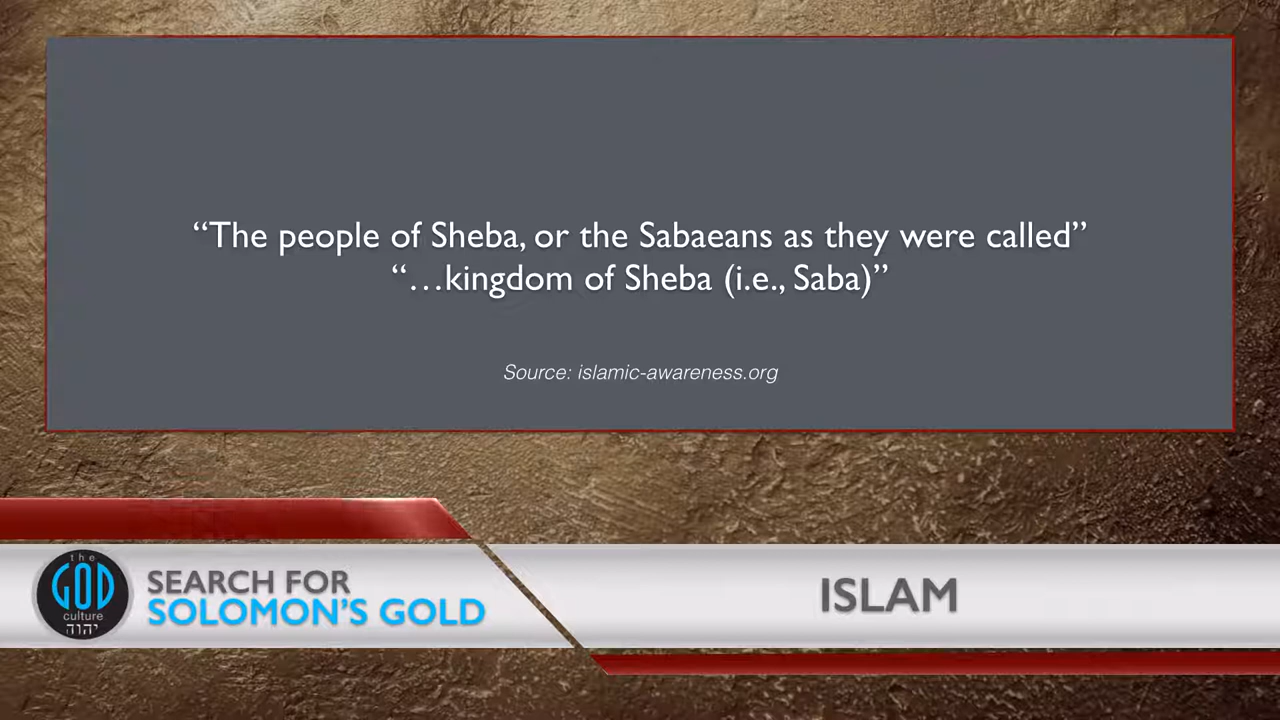 “The people of Sheba, or the Sabaeans as they were called”
“…kingdom of Sheba (i.e., Saba)”
Source: islamic-awareness.org
the
GOD
culture
יהוה
SEARCH FOR
SOLOMON’S GOLD
ISLAM